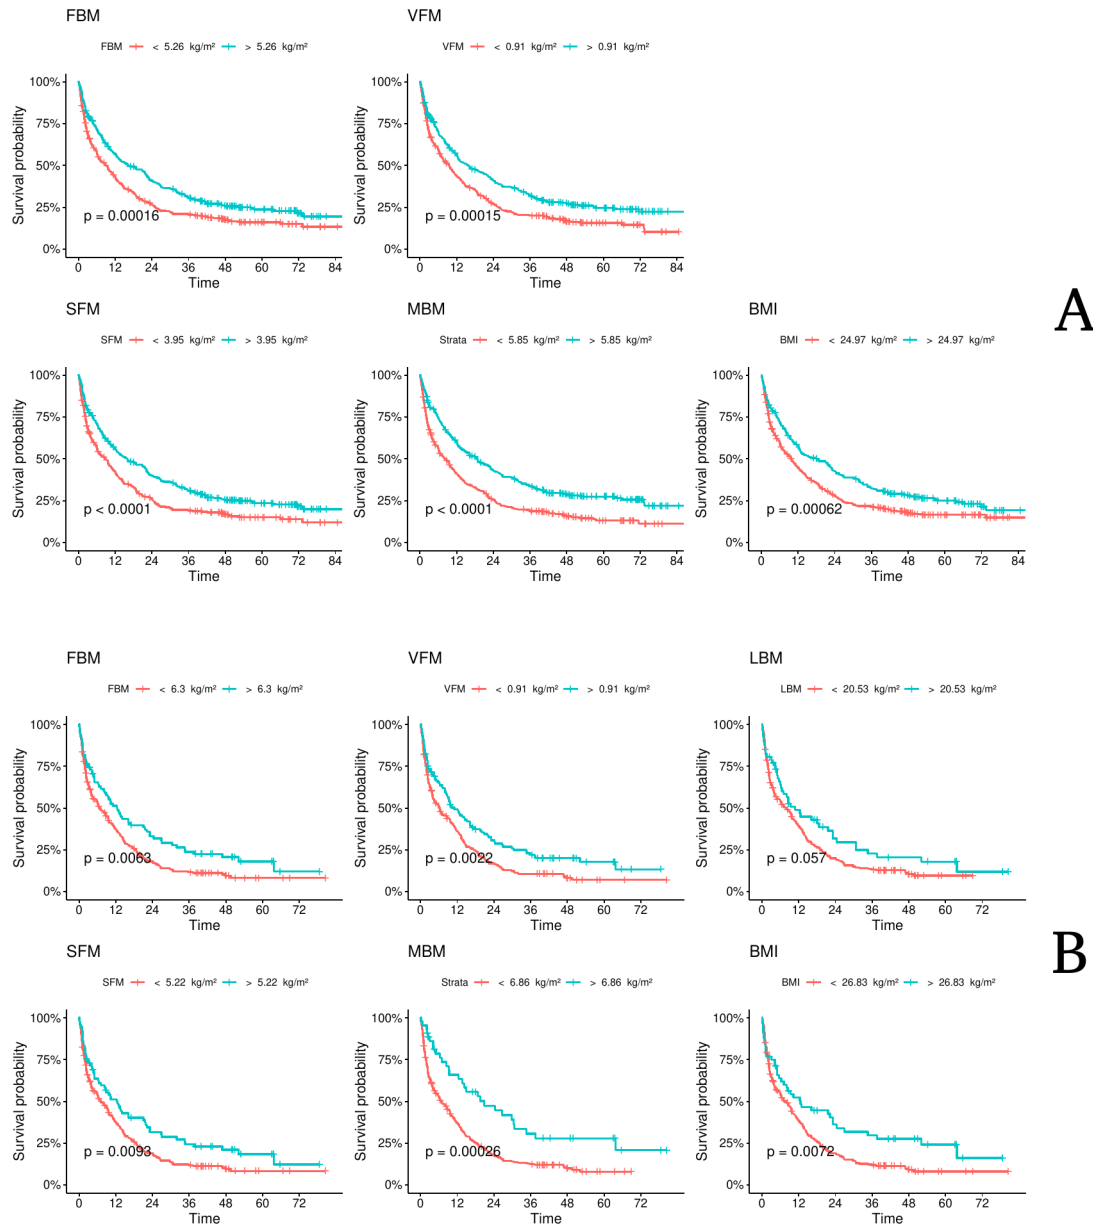 FBM
FBM < 5.26 kg/m² > 5.26 kg/m²
Survival probability
100%
75%
50%
25%
0%
p = 0.00016
0 12 24 36 48 60 72 84
Time
VFM
VFM < 0.91 kg/m² > 0.91 kg/m²
Survival probability
100%
75%
50%
25%
0%
p = 0.00015
0 12 24 36 48 60 72 84
Time
A
SFM
SFM < 3.95 kg/m² > 3.95 kg/m²
Survival probability
100%
75%
50%
25%
0%
p < 0.0001
0 12 24 36 48 60 72 84
Time
MBM
Strata < 5.85 kg/m² > 5.85 kg/m²
Survival probability
100%
75%
50%
25%
0%
p < 0.0001
0 12 24 36 48 60 72 84
Time
BMI
BMI < 24.97 kg/m² > 24.97 kg/m²
Survival probability
100%
75%
50%
25%
0%
p = 0.00062
0 12 24 36 48 60 72 84
Time
FBM
FBM < 6.3 kg/m² > 6.3 kg/m²
Survival probability
100%
75%
50%
25%
0%
p = 0.0063
0 12 24 36 48 60 72
Time
VFM
VFM < 0.91 kg/m² > 0.91 kg/m²
Survival probability
100%
75%
50%
25%
0%
p = 0.0022
0 12 24 36 48 60 72
Time
LBM
LBM < 20.53 kg/m² > 20.53 kg/m²
Survival probability
100%
75%
50%
25%
0%
p = 0.057
0 12 24 36 48 60 72
Time
B
SFM
SFM < 5.22 kg/m² > 5.22 kg/m²
Survival probability
100%
75%
50%
25%
0%
p = 0.0093
0 12 24 36 48 60 72
Time
MBM
Strata < 6.86 kg/m² > 6.86 kg/m²
Survival probability
100%
75%
50%
25%
0%
p = 0.00026
0 12 24 36 48 60 72
Time
BMI
BMI < 26.83 kg/m² > 26.83 kg/m²
Survival probability
100%
75%
50%
25%
0%
p = 0.0072
0 12 24 36 48 60 72
Time